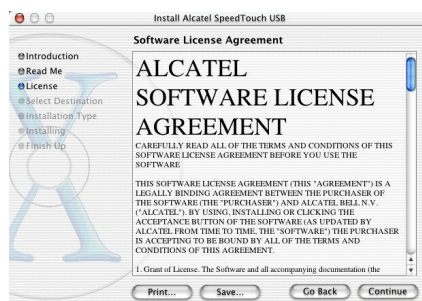 Install Alcatel SpeedTouch USB
Software License Agreement
Introduction
Read Me
License
Select Destination
Installation Type
Installing
Finish Up
ALCATEL
SOFTWARE LICENSE
AGREEMENT
CAREFULLY READ ALL OF THE TERMS AND CONDITIONS OF THIS
SOFTWARE LICENSE AGREEMENT BEFORE YOU USE THE
SOFTWARE
THIS SOFTWARE LICENSE AGREEMENT (THIS "AGREEMENT") IS A
LEGALLY BINDING AGREEMENT BETWEEN THE PURCHASER OF
THE SOFTWARE (THE "PURCHASER") AND ALCATEL BELL N.V.
("ALCATEL"). BY USING, INSTALLING OR CLICKING THE
ACCEPTANCE BUTTON OF THE SOFTWARE (AS UPDATED BY
ALCATEL FROM TIME TO TIME, THE "SOFTWARE") THE PURCHASER
IS ACCEPTING TO BE BOUND BY ALL OF THE TERMS AND
CONDITIONS OF THIS AGREEMENT.
1. Grant of License. The Software and all accompanying documentation (the
Print...
Save...
Go Back
Continue